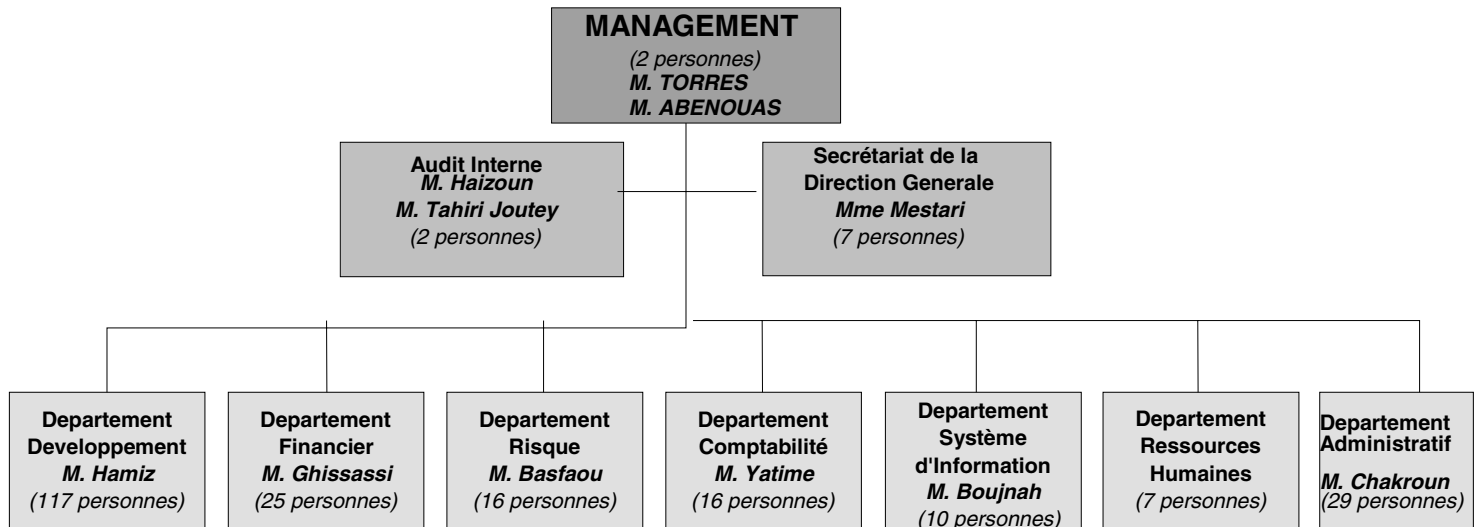 MANAGEMENT
(2 personnes)
M. TORRES
M. ABENOUAS
Audit Interne
M. Haizoun
M. Tahiri Joutey
(2 personnes)
Secrétariat de la
Direction Generale
Mme Mestari
(7 personnes)
Departement
Developpement
M. Hamiz
(117 personnes)
Departement
Financier
M. Ghissassi
(25 personnes)
Departement
Risque
M. Basfaou
(16 personnes)
Departement
Comptabilité
M. Yatime
(16 personnes)
Departement
Système
d'Information
M. Boujnah
(10 personnes)
Departement
Ressources
Humaines
(7 personnes)
Departement
Administratif
M. Chakroun
(29 personnes)